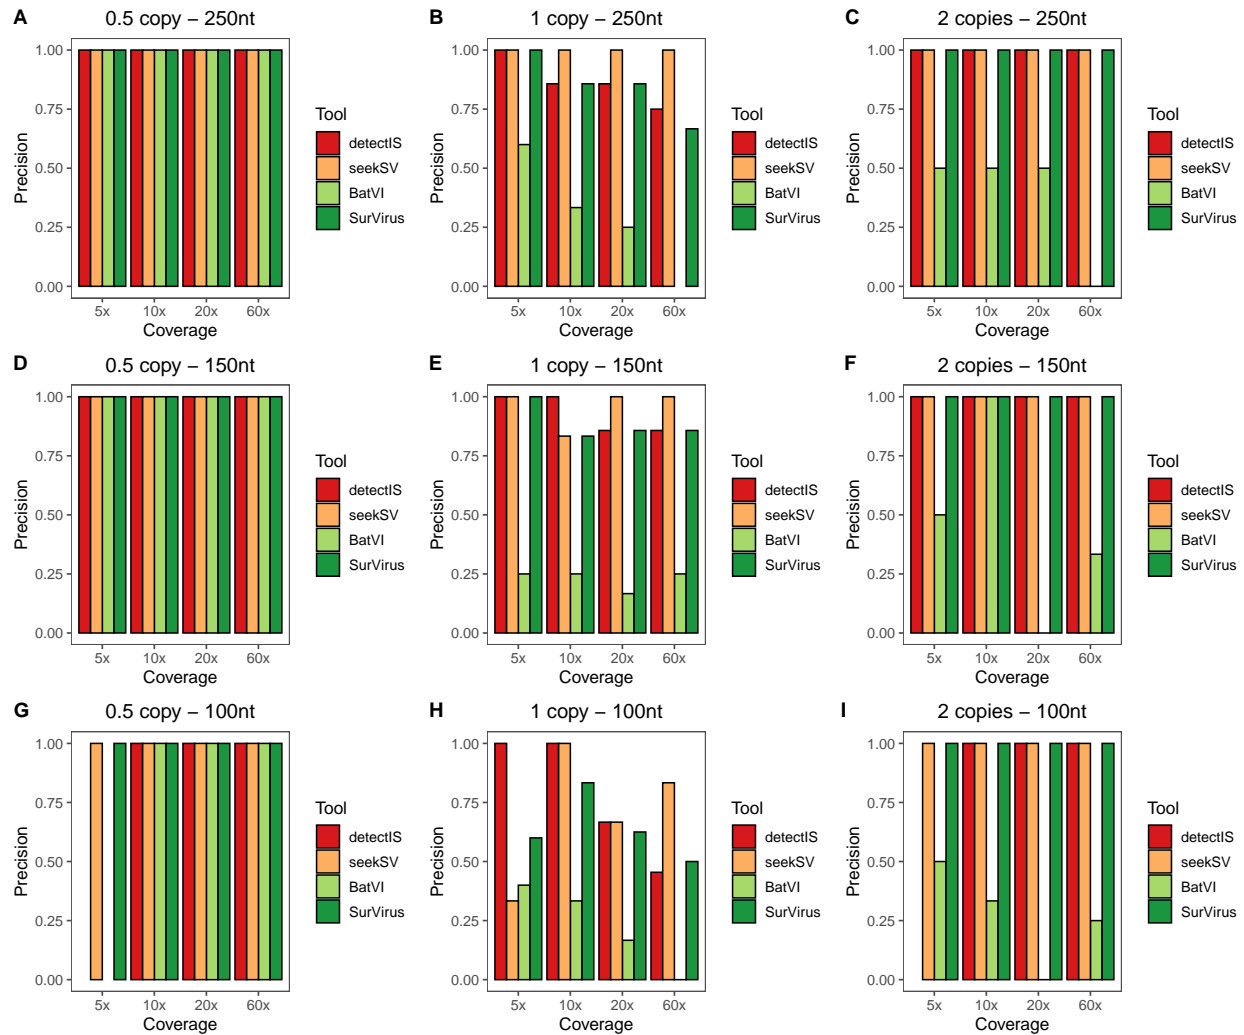 A
0.5 copy − 250nt
Precision
1.00
0.75
0.50
0.25
0.00
5x 10x 20x 60x
Coverage
Tool
detectIS
seekSV
BatVI
SurVirus
B
1 copy − 250nt
Precision
1.00
0.75
0.50
0.25
0.00
5x 10x 20x 60x
Coverage
Tool
detectIS
seekSV
BatVI
SurVirus
C
2 copies − 250nt
Precision
1.00
0.75
0.50
0.25
0.00
5x 10x 20x 60x
Coverage
Tool
detectIS
seekSV
BatVI
SurVirus
D
0.5 copy − 150nt
Precision
1.00
0.75
0.50
0.25
0.00
5x 10x 20x 60x
Coverage
Tool
detectIS
seekSV
BatVI
SurVirus
E
1 copy − 150nt
Precision
1.00
0.75
0.50
0.25
0.00
5x 10x 20x 60x
Coverage
Tool
detectIS
seekSV
BatVI
SurVirus
F
2 copies − 150nt
Precision
1.00
0.75
0.50
0.25
0.00
5x 10x 20x 60x
Coverage
Tool
detectIS
seekSV
BatVI
SurVirus
G
0.5 copy − 100nt
Precision
1.00
0.75
0.50
0.25
0.00
5x 10x 20x 60x
Coverage
Tool
detectIS
seekSV
BatVI
SurVirus
H
1 copy − 100nt
Precision
1.00
0.75
0.50
0.25
0.00
5x 10x 20x 60x
Coverage
Tool
detectIS
seekSV
BatVI
SurVirus
I
2 copies − 100nt
Precision
1.00
0.75
0.50
0.25
0.00
5x 10x 20x 60x
Coverage
Tool
detectIS
seekSV
BatVI
SurVirus